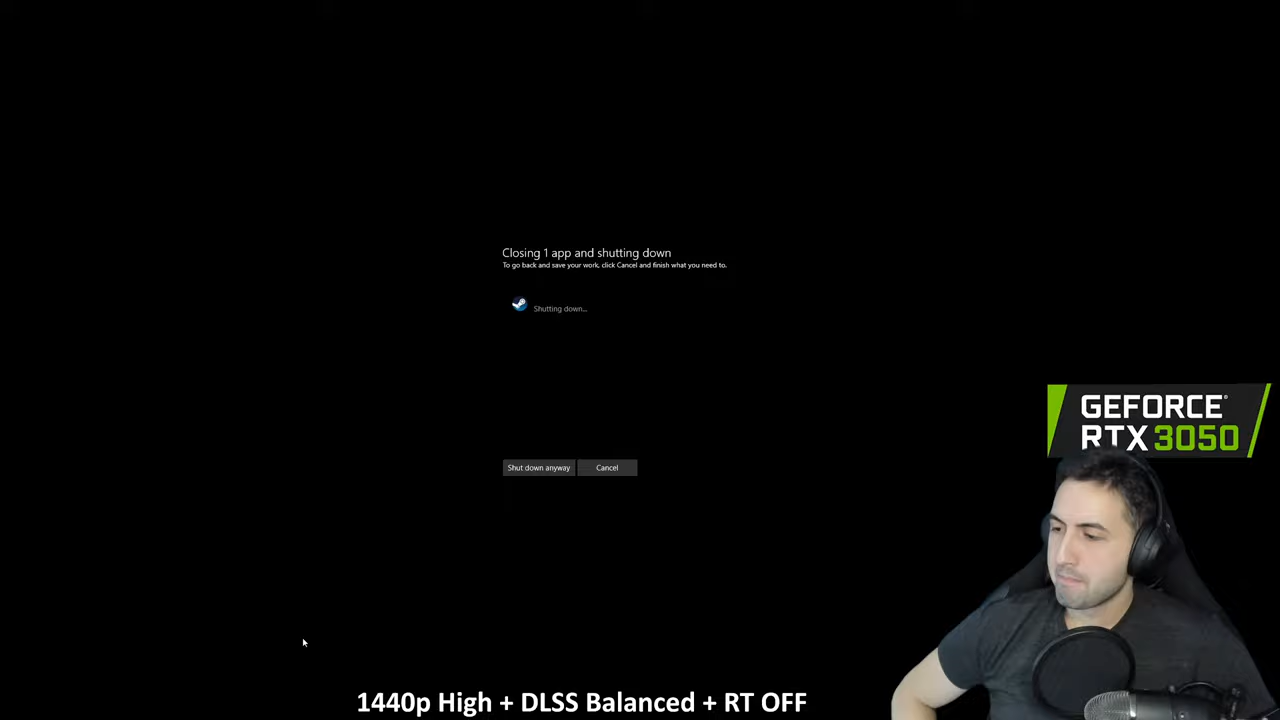 Closing 1 app and shutting down
To go back and save your work, click Cancel and finish what you need to.
Shutting down...
GEFORCE®
RTX 3050
Shut down anyway
Cancel
1440p High + DLSS Balanced + RT OFF